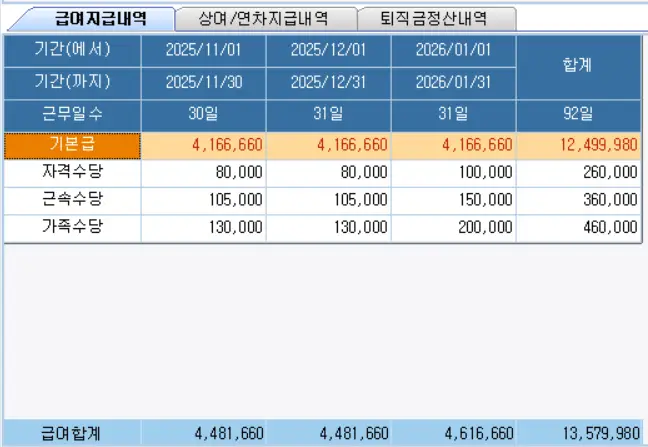 급여지급내역 상여/연차지급내역 퇴직금정산내역
기간(에서) 2025/11/01 2025/12/01 2026/01/01 합계
기간(까지) 2025/11/30 2025/12/31 2026/01/31
근무일수 30일 31일 31일 92일
기본급 4,166,660 4,166,660 4,166,660 12,499,980
자격수당 80,000 80,000 100,000 260,000
근속수당 105,000 105,000 150,000 360,000
가족수당 130,000 130,000 200,000 460,000
급여합계 4,481,660 4,481,660 4,616,660 13,579,980